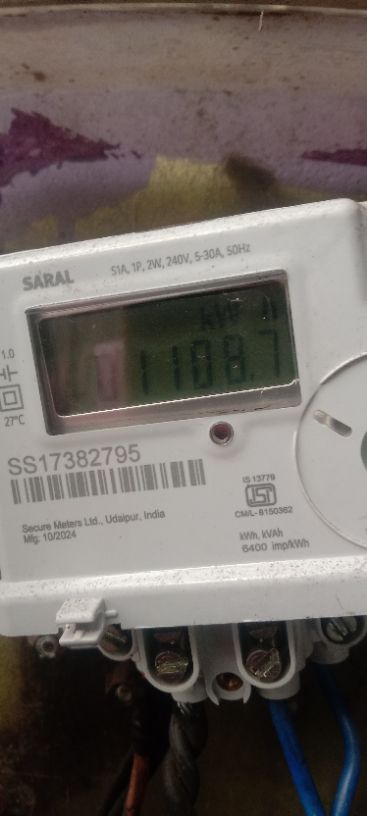 SARAL
S1A, 1P, 2W, 240V, 5-30A, 50Hz
kW h
1108.7
1.0
27°C
SS17382795
IS 13779
CM/L- 8150362
Secure Meters Ltd., Udaipur, India
Mfg: 10/2024
kWh, kVAh
6400 imp/kWh